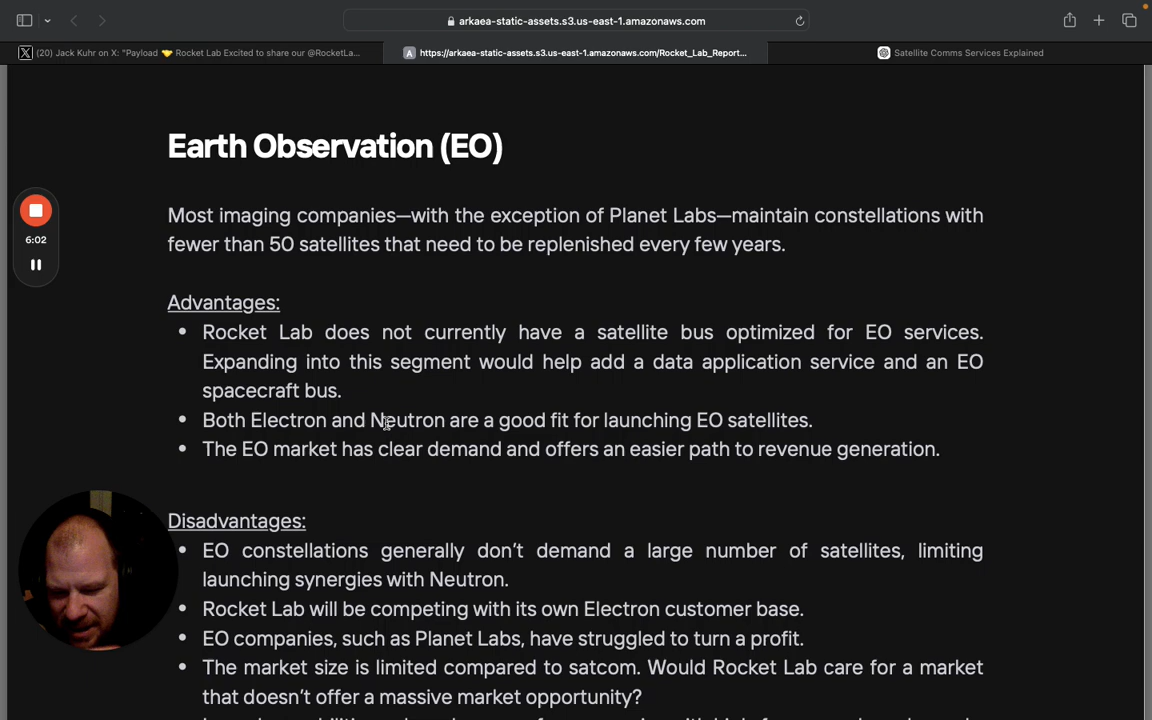 arkaea-static-assets.s3.us-east-1.amazonaws.com
(20) Jack Kuhr on X: "Payload 🤝 Rocket Lab Excited to share our @RocketLa...
A https://arkaea-static-assets.s3.us-east-1.amazonaws.com/Rocket_Lab_Report...
Satellite Comms Services Explained
Earth Observation (EO)
Most imaging companies—with the exception of Planet Labs—maintain constellations with
fewer than 50 satellites that need to be replenished every few years.
6:02
Advantages:
• Rocket Lab does not currently have a satellite bus optimized for EO services.
Expanding into this segment would help add a data application service and an EO
spacecraft bus.
• Both Electron and Neutron are a good fit for launching EO satellites.
• The EO market has clear demand and offers an easier path to revenue generation.
Disadvantages:
• EO constellations generally don't demand a large number of satellites, limiting
launching synergies with Neutron.
• Rocket Lab will be competing with its own Electron customer base.
• EO companies, such as Planet Labs, have struggled to turn a profit.
• The market size is limited compared to satcom. Would Rocket Lab care for a market
that doesn't offer a massive market opportunity?